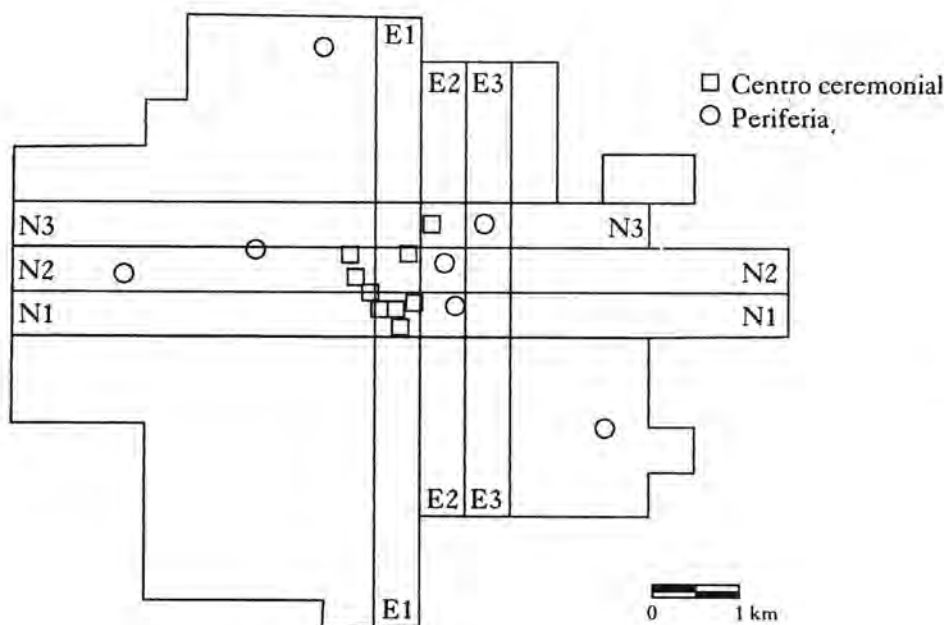 E1
E2 E3
Centro ceremonial
Periferia
N3 N3
N2 N2
N1 N1
E2 E3
E1
0 1 km